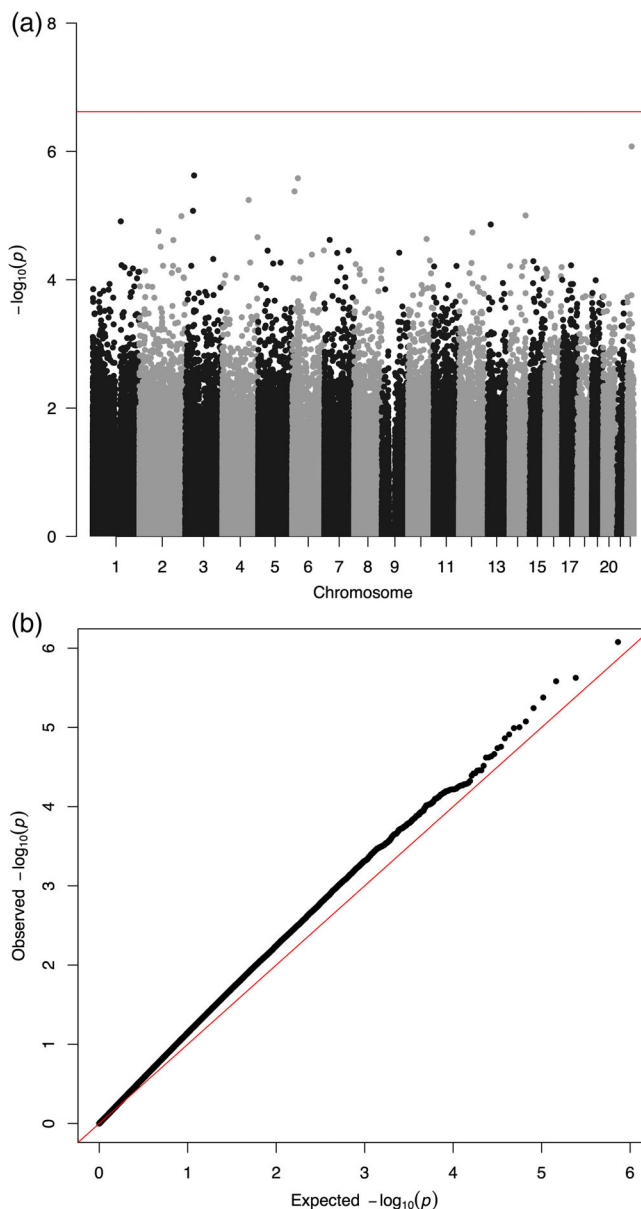 (a)
8
6
4
2
0
−log₁₀(p)
1 2 3 4 5 6 7 8 9 11 13 15 17 20
Chromosome
(b)
6
5
4
3
2
1
0
Observed −log₁₀(p)
0 1 2 3 4 5 6
Expected −log₁₀(p)